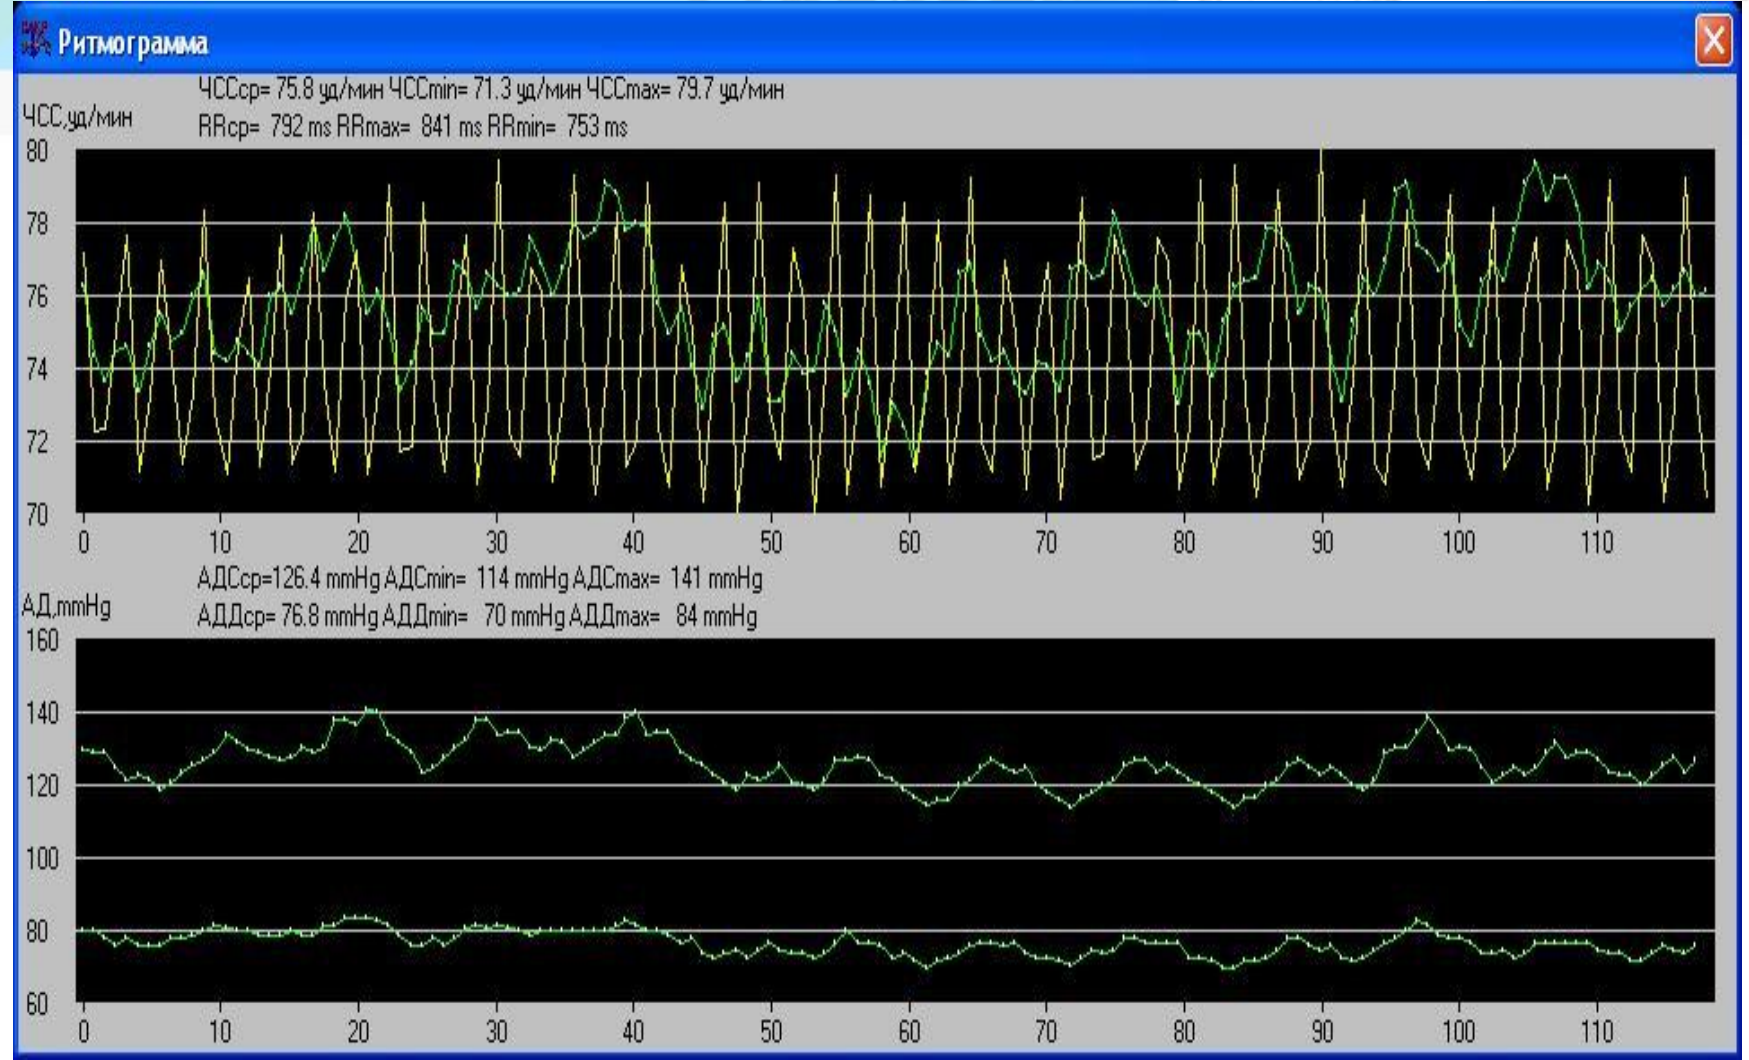 Ритмограмма
ЧССср= 75.8 уд/мин ЧССmin= 71.3 уд/мин ЧССmax= 79.7 уд/мин
ЧСС,уд/мин
RRср= 792 ms RRmax= 841 ms RRmin= 753 ms
80
78
76
74
72
70
0 10 20 30 40 50 60 70 80 90 100 110
АДСср=126.4 mmHg АДСmin= 114 mmHg АДСmax= 141 mmHg
АД,mmHg
АДДср= 76.8 mmHg АДДmin= 70 mmHg АДДmax= 84 mmHg
160
140
120
100
80
60
0 10 20 30 40 50 60 70 80 90 100 110